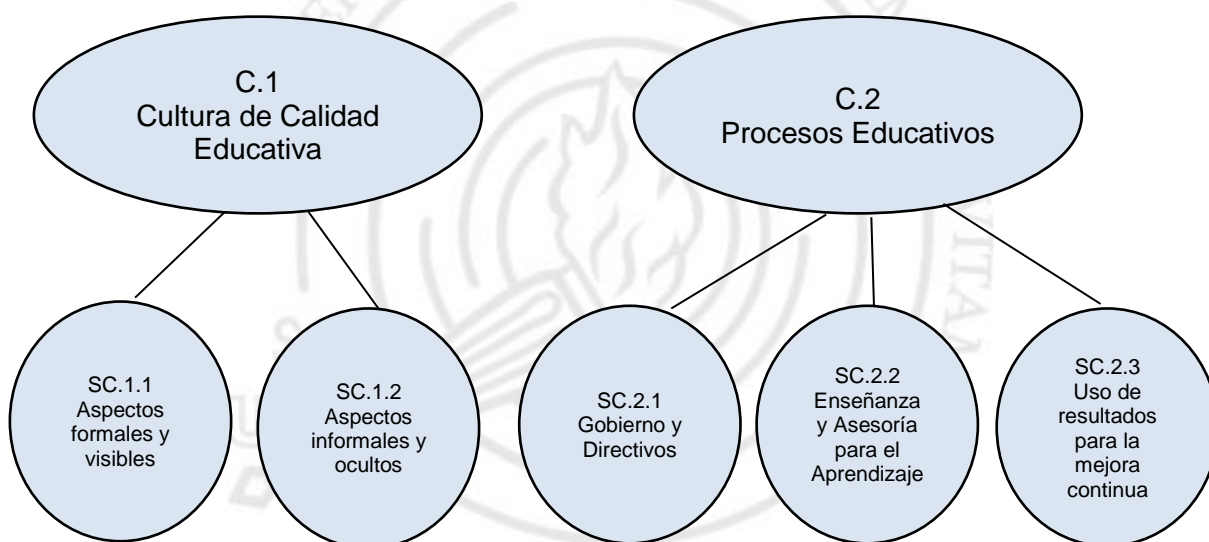 C.1
Cultura de Calidad
Educativa
C.2
Procesos Educativos
SC.1.1
Aspectos
formales y
visibles
SC.1.2
Aspectos
informales y
ocultos
SC.2.1
Gobierno y
Directivos
SC.2.2
Enseñanza
y Asesoría
para el
Aprendizaje
SC.2.3
Uso de
resultados
para la
mejora
continua
VITAM